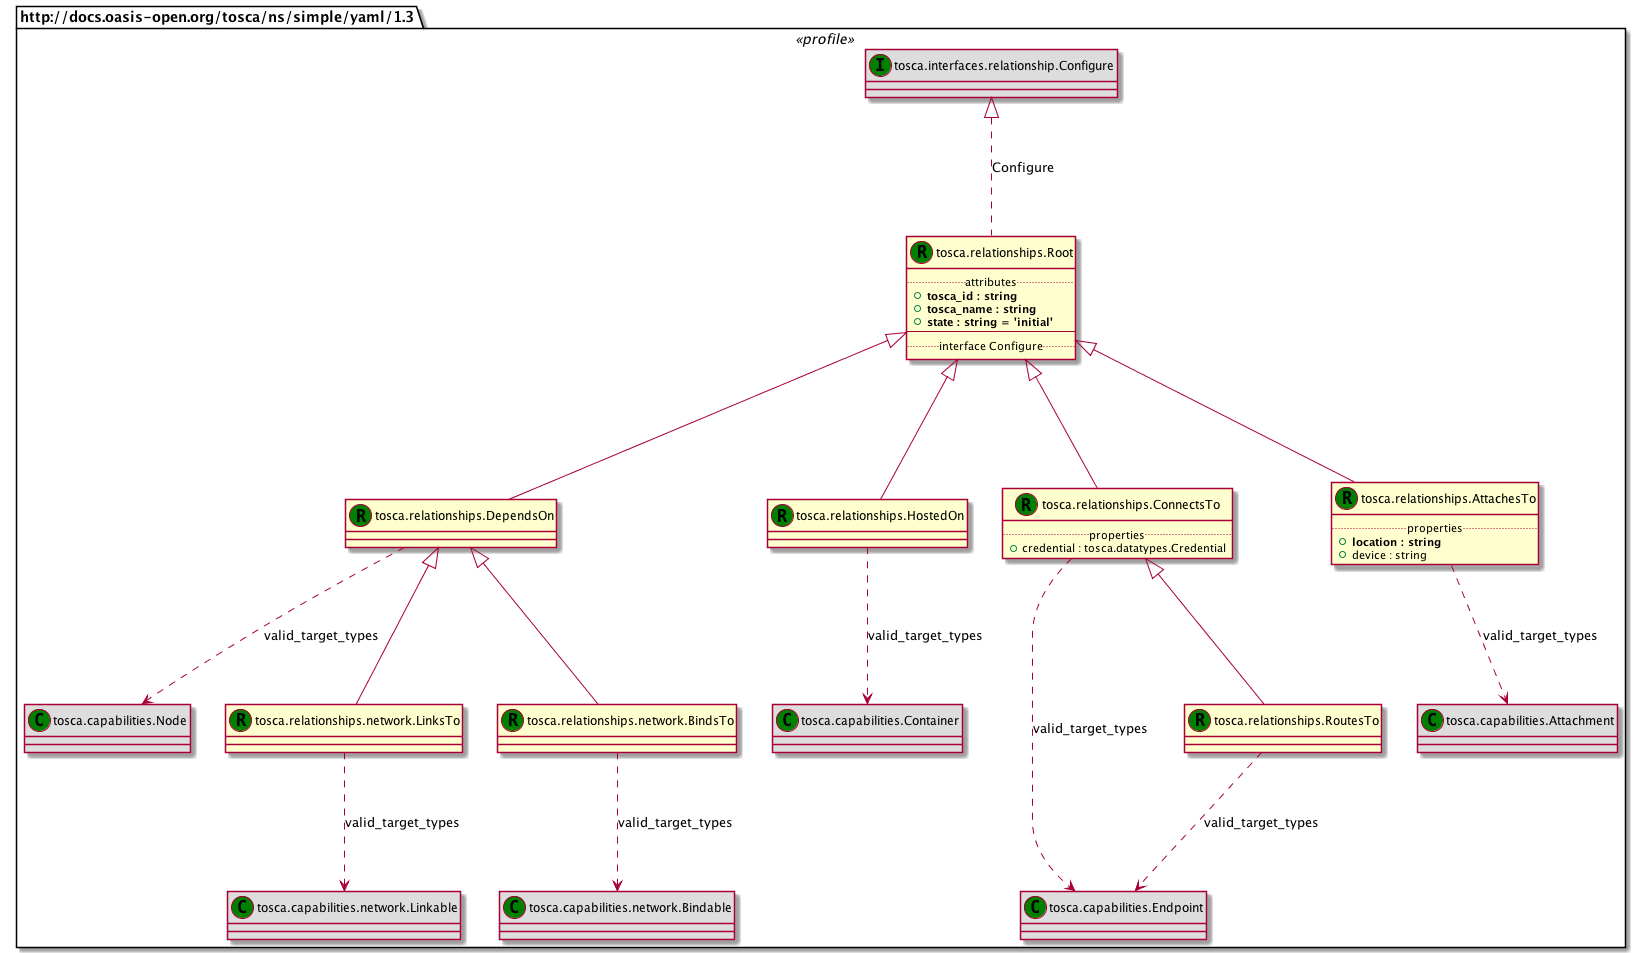 http://docs.oasis-open.org/tosca/ns/simple/yaml/1.3
«profile»
I tosca.interfaces.relationship.Configure
Configure
R tosca.relationships.Root
attributes
tosca_id : string
tosca_name : string
state : string = 'initial'
interface Configure
R tosca.relationships.DependsOn
R tosca.relationships.HostedOn
R tosca.relationships.ConnectsTo
properties
credential : tosca.datatypes.Credential
R tosca.relationships.AttachesTo
properties
location : string
device : string
valid_target_types
valid_target_types
valid_target_types
C tosca.capabilities.Node
R tosca.relationships.network.LinksTo
R tosca.relationships.network.BindsTo
C tosca.capabilities.Container
valid_target_types
R tosca.relationships.RoutesTo
C tosca.capabilities.Attachment
valid_target_types
valid_target_types
valid_target_types
C tosca.capabilities.network.Linkable
C tosca.capabilities.network.Bindable
C tosca.capabilities.Endpoint